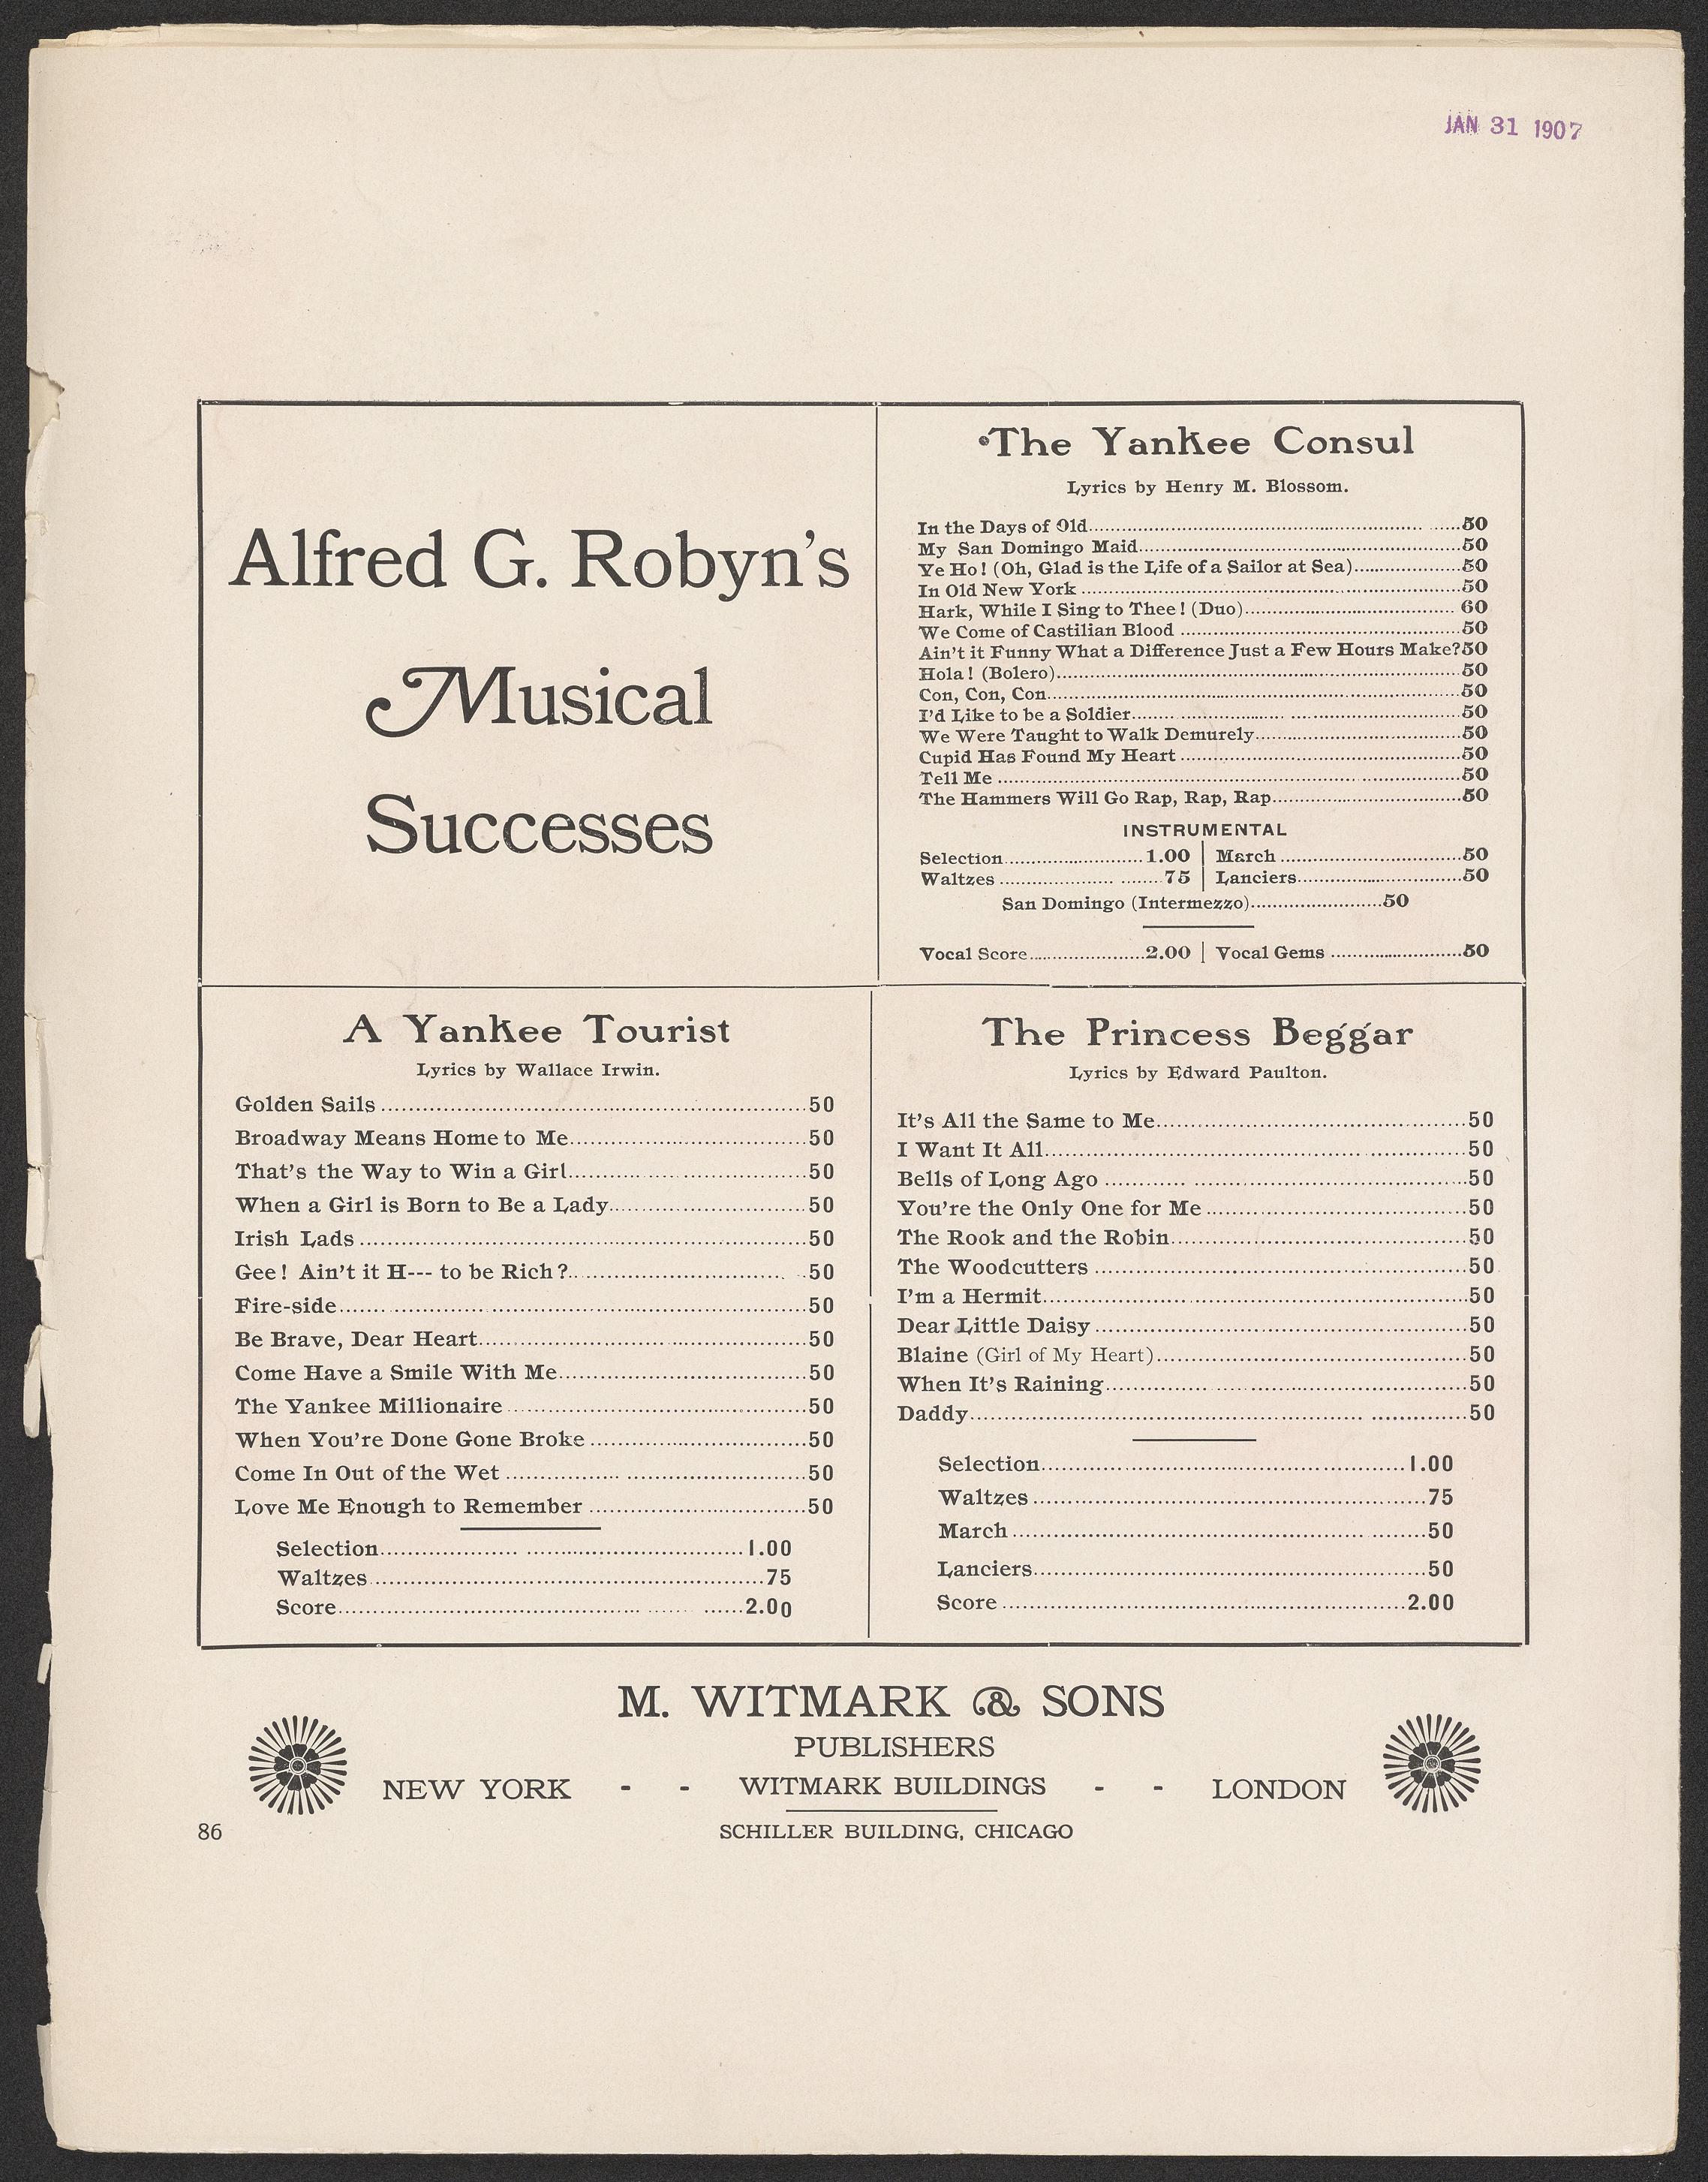 JAN 31 1907
Alfred G. Robyn's
Musical
Successes
The Yankee Consul
Lyrics by Henry M. Blossom.
In the Days of Old 50
My San Domingo Maid 50
Ye Ho! (Oh, Glad is the Life of a Sailor at Sea) 50
In Old New York 50
Hark, While I Sing to Thee! (Duo) 60
We Come of Castilian Blood 50
Ain't it Funny What a Difference Just a Few Hours Make? 50
Hola! (Bolero) 50
Con, Con, Con 50
I'd Like to be a Soldier 50
We Were Taught to Walk Demurely 50
Cupid Has Found My Heart 50
Tell Me 50
The Hammers Will Go Rap, Rap, Rap 50
INSTRUMENTAL
Selection 1.00 | March 50
Waltzes 75 | Lanciers 50
San Domingo (Intermezzo) 50
Vocal Score 2.00 | Vocal Gems 50
A Yankee Tourist
Lyrics by Wallace Irwin.
Golden Sails 50
Broadway Means Home to Me 50
That's the Way to Win a Girl 50
When a Girl is Born to Be a Lady 50
Irish Lads 50
Gee! Ain't it H--- to be Rich? 50
Fire-side 50
Be Brave, Dear Heart 50
Come Have a Smile With Me 50
The Yankee Millionaire 50
When You're Done Gone Broke 50
Come In Out of the Wet 50
Love Me Enough to Remember 50
Selection 1.00
Waltzes 75
Score 2.00
The Princess Beggar
Lyrics by Edward Paulton.
It's All the Same to Me 50
I Want It All 50
Bells of Long Ago 50
You're the Only One for Me 50
The Rook and the Robin 50
The Woodcutters 50
I'm a Hermit 50
Dear Little Daisy 50
Blaine (Girl of My Heart) 50
When It's Raining 50
Daddy 50
Selection 1.00
Waltzes 75
March 50
Lanciers 50
Score 2.00
M. WITMARK & SONS
PUBLISHERS
NEW YORK - - WITMARK BUILDINGS - - LONDON
86 SCHILLER BUILDING, CHICAGO